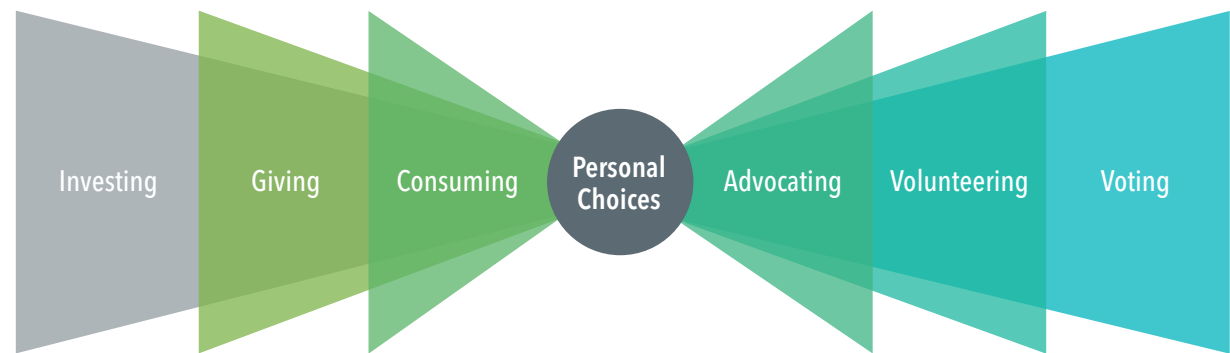 Investing
Giving
Consuming
Personal
Choices
Advocating
Volunteering
Voting